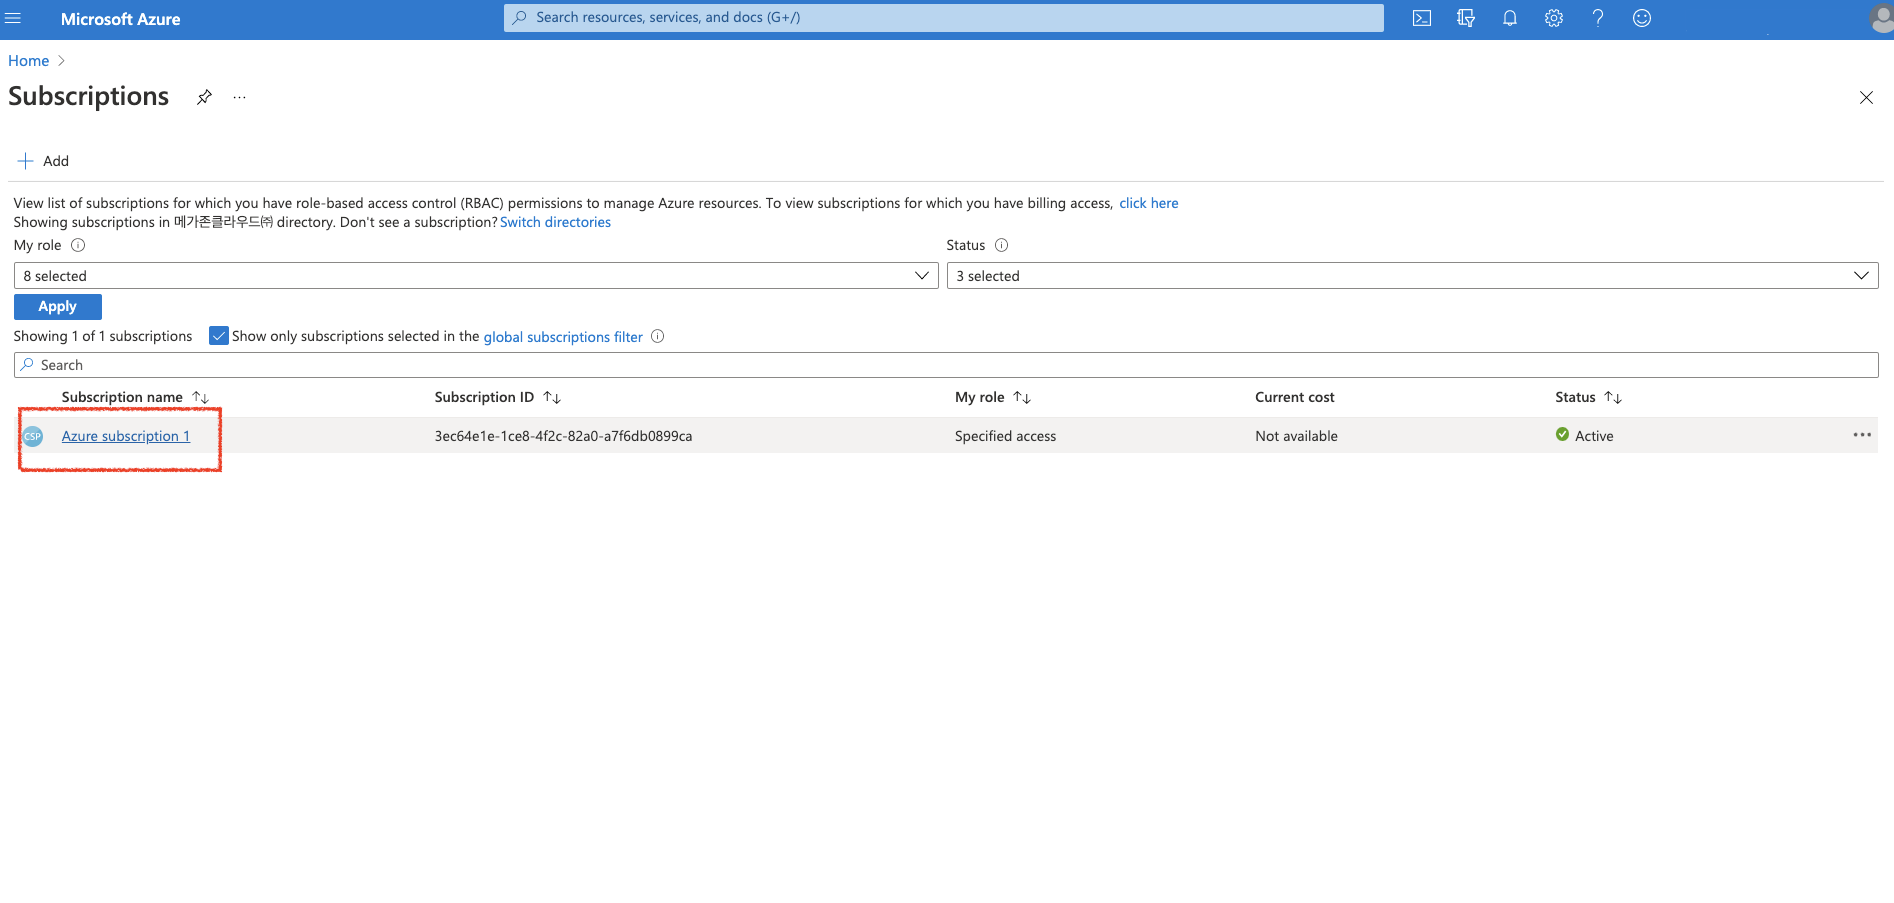 Microsoft Azure
Search resources, services, and docs (G+/)
Home
Subscriptions
Add
View list of subscriptions for which you have role-based access control (RBAC) permissions to manage Azure resources. To view subscriptions for which you have billing access, click here
Showing subscriptions in 메가존클라우드㈜ directory. Don't see a subscription? Switch directories
My role
Status
8 selected
3 selected
Apply
Showing 1 of 1 subscriptions Show only subscriptions selected in the global subscriptions filter
Search
Subscription name Subscription ID My role Current cost Status
CSP Azure subscription 1 3ec64e1e-1ce8-4f2c-82a0-a7f6db0899ca Specified access Not available Active